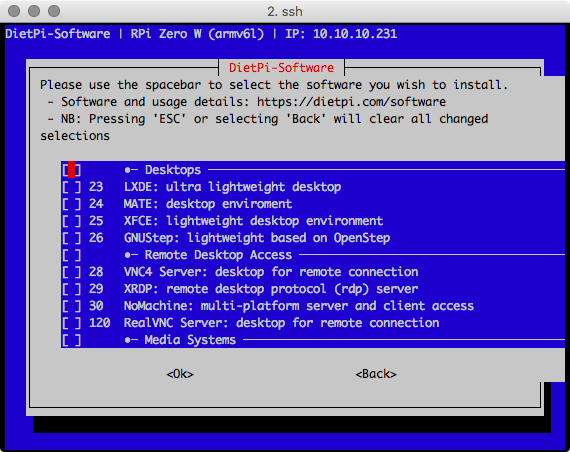 2. ssh
DietPi-Software | RPi Zero W (armv6l) | IP: 10.10.10.231
DietPi-Software
Please use the spacebar to select the software you wish to install.
- Software and usage details: https://dietpi.com/software
- NB: Pressing 'ESC' or selecting 'Back' will clear all changed
selections
[ ] ●─ Desktops
[ ] 23 LXDE: ultra lightweight desktop
[ ] 24 MATE: desktop enviroment
[ ] 25 XFCE: lightweight desktop environment
[ ] 26 GNUStep: lightweight based on OpenStep
[ ] ●─ Remote Desktop Access
[ ] 28 VNC4 Server: desktop for remote connection
[ ] 29 XRDP: remote desktop protocol (rdp) server
[ ] 30 NoMachine: multi-platform server and client access
[ ] 120 RealVNC Server: desktop for remote connection
[ ] ●─ Media Systems
<Ok> <Back>